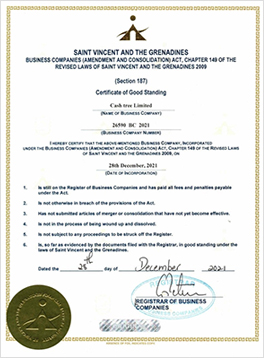 SAINT VINCENT AND THE GRENADINES
BUSINESS COMPANIES (AMENDMENT AND CONSOLIDATION) ACT, CHAPTER 149 OF THE
REVISED LAWS OF SAINT VINCENT AND THE GRENADINES 2009
(Section 187)
Certificate of Good Standing
Cash tree Limited
(NAME OF BUSINESS COMPANY)
26590 BC 2021
(BUSINESS COMPANY NUMBER)
I HEREBY CERTIFY THAT THE ABOVE-MENTIONED BUSINESS COMPANY, INCORPORATED
UNDER THE BUSINESS COMPANIES (AMENDMENT AND CONSOLIDATION) ACT, CHAPTER 149 OF THE REVISED LAWS
OF SAINT VINCENT AND THE GRENADINES 2009, ON
28th December, 2021
(DATE OF INCORPORATION)
1. Is still on the Register of Business Companies and has paid all fees and penalties payable
under the Act.
2. Is not otherwise in breach of the provisions of the Act.
3. Has not submitted articles of merger or consolidation that have not yet become effective.
4. Is not in the process of being wound up and dissolved.
5. Is not subject to any proceedings to be struck off the Register.
6. Is, so far as evidenced by the documents filed with the Registrar, in good standing under the
laws of Saint Vincent and the Grenadines.
Dated the 28th December 2021
REGISTRAR OF BUSINESS
COMPANIES